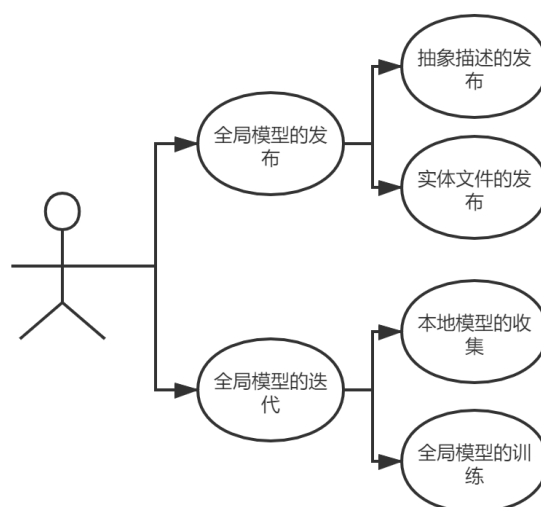 抽象描述的发
布
全局模型的发
布
实体文件的发
布
本地模型的收
集
全局模型的迭
代
全局模型的训
练